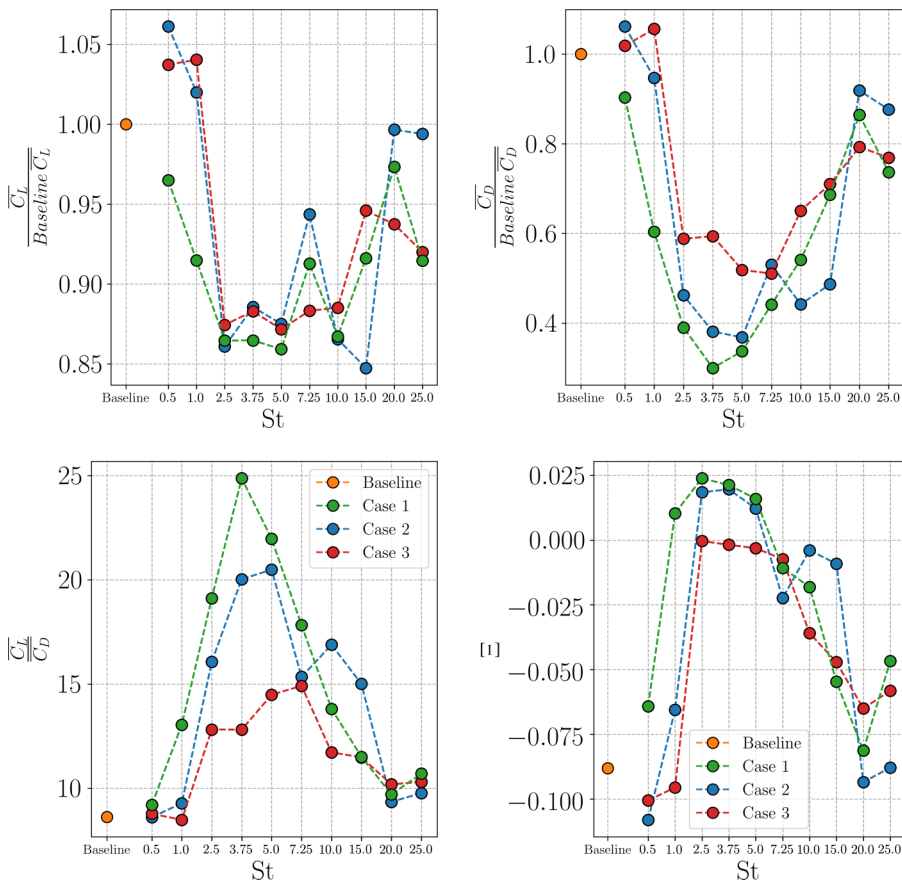 1.05
1.00
0.95
0.90
0.85
C_L
Baseline C_L
Baseline 0.5 1.0 2.5 3.75 5.0 7.25 10.0 15.0 20.0 25.0
St
1.0
0.8
0.6
0.4
C_D
Baseline C_D
Baseline 0.5 1.0 2.5 3.75 5.0 7.25 10.0 15.0 20.0 25.0
St
25
20
15
10
C_L
C_D
Baseline
Case 1
Case 2
Case 3
Baseline 0.5 1.0 2.5 3.75 5.0 7.25 10.0 15.0 20.0 25.0
St
0.025
0.000
−0.025
−0.050
−0.075
−0.100
Ξ
Baseline
Case 1
Case 2
Case 3
Baseline 0.5 1.0 2.5 3.75 5.0 7.25 10.0 15.0 20.0 25.0
St